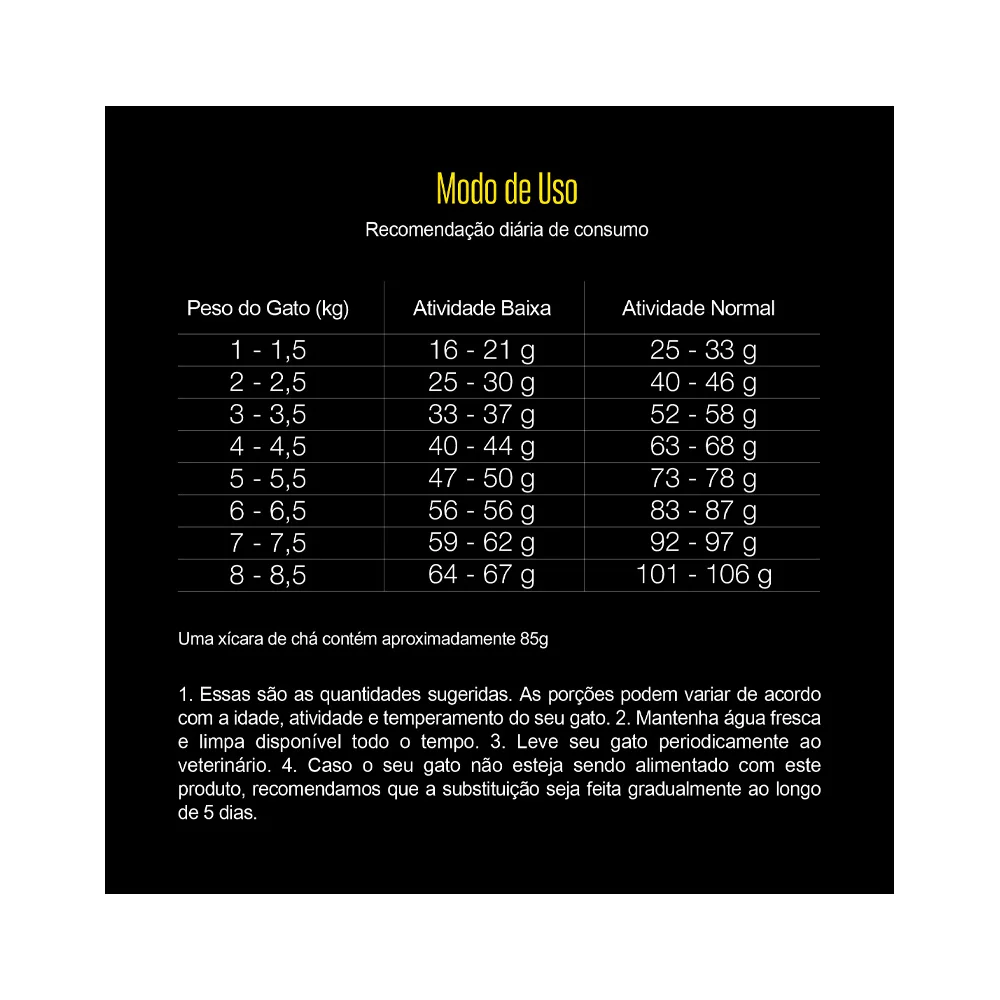 Modo de Uso
Recomendação diária de consumo
Peso do Gato (kg) Atividade Baixa Atividade Normal
1 - 1,5 16 - 21 g 25 - 33 g
2 - 2,5 25 - 30 g 40 - 46 g
3 - 3,5 33 - 37 g 52 - 58 g
4 - 4,5 40 - 44 g 63 - 68 g
5 - 5,5 47 - 50 g 73 - 78 g
6 - 6,5 56 - 56 g 83 - 87 g
7 - 7,5 59 - 62 g 92 - 97 g
8 - 8,5 64 - 67 g 101 - 106 g
Uma xícara de chá contém aproximadamente 85g
1. Essas são as quantidades sugeridas. As porções podem variar de acordo
com a idade, atividade e temperamento do seu gato. 2. Mantenha água fresca
e limpa disponível todo o tempo. 3. Leve seu gato periodicamente ao
veterinário. 4. Caso o seu gato não esteja sendo alimentado com este
produto, recomendamos que a substituição seja feita gradualmente ao longo
de 5 dias.